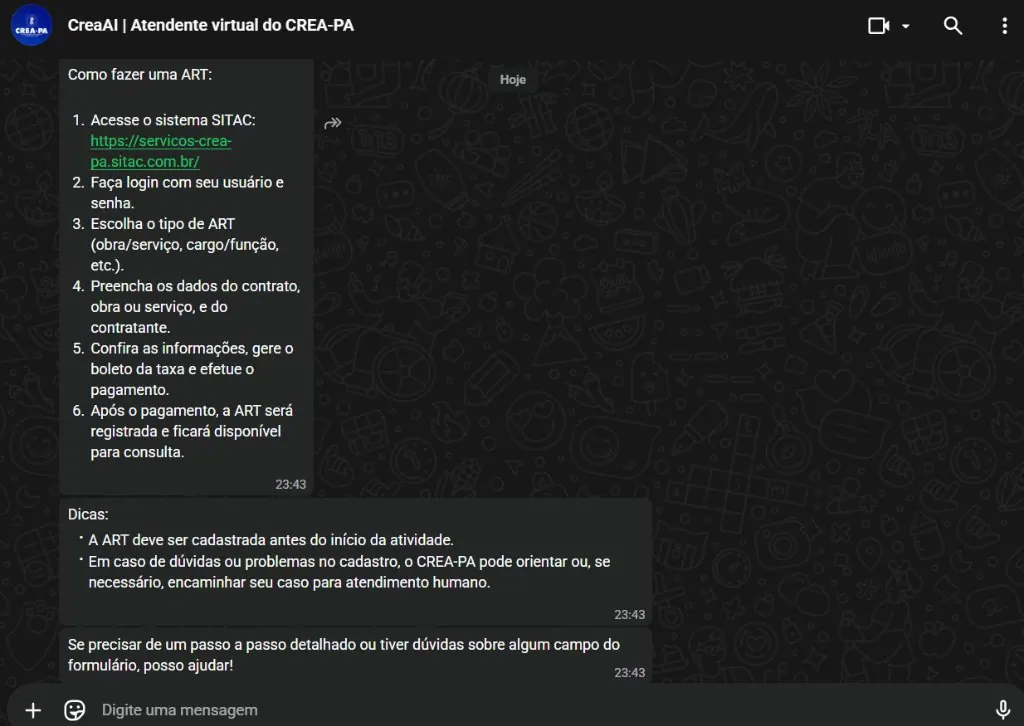 CREA-PA
CreaAI | Atendente virtual do CREA-PA
Hoje
Como fazer uma ART:
1. Acesse o sistema SITAC:
https://servicos-crea-
pa.sitac.com.br/
2. Faça login com seu usuário e
senha.
3. Escolha o tipo de ART
(obra/serviço, cargo/função,
etc.).
4. Preencha os dados do contrato,
obra ou serviço, e do
contratante.
5. Confira as informações, gere o
boleto da taxa e efetue o
pagamento.
6. Após o pagamento, a ART será
registrada e ficará disponível
para consulta.
23:43
Dicas:
· A ART deve ser cadastrada antes do início da atividade.
· Em caso de dúvidas ou problemas no cadastro, o CREA-PA pode orientar ou, se
necessário, encaminhar seu caso para atendimento humano.
23:43
Se precisar de um passo a passo detalhado ou tiver dúvidas sobre algum campo do
formulário, posso ajudar!
23:43
Digite uma mensagem